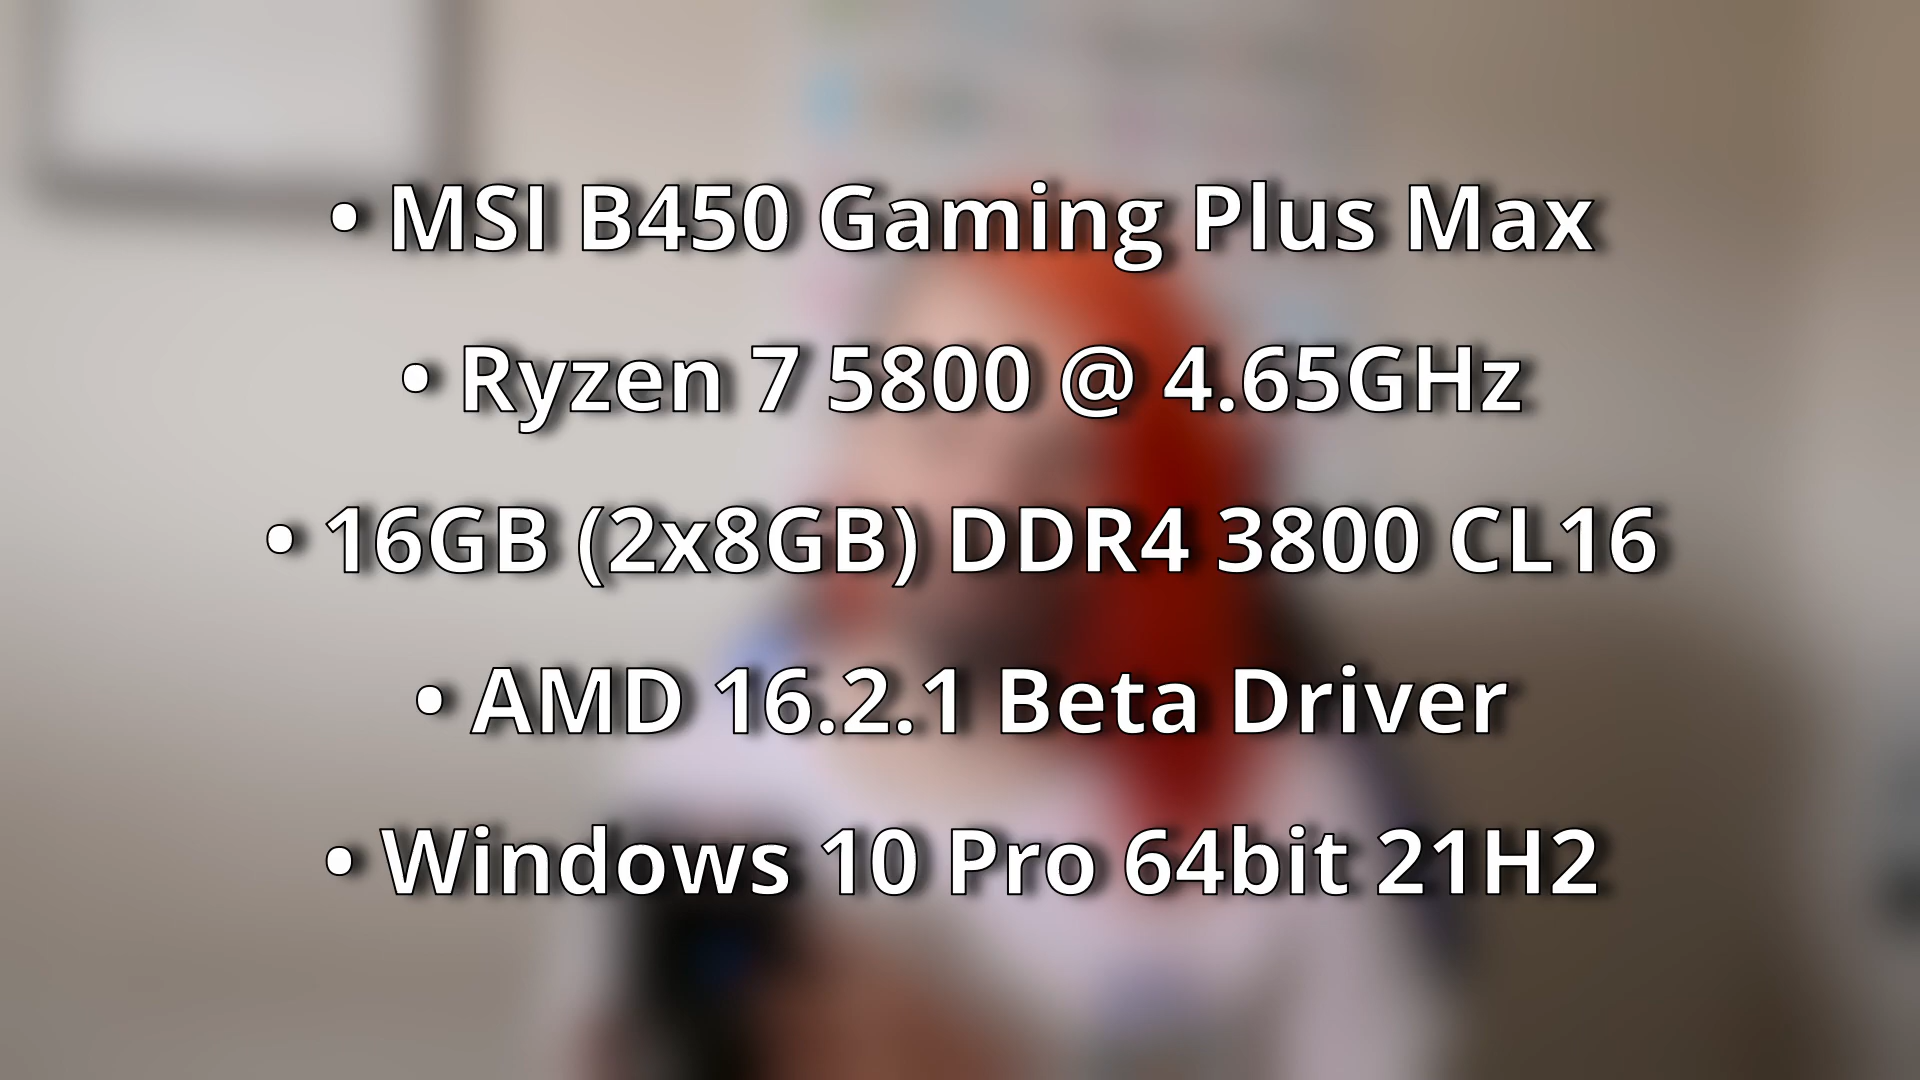 • MSI B450 Gaming Plus Max
• Ryzen 7 5800 @ 4.65GHz
• 16GB (2x8GB) DDR4 3800 CL16
• AMD 16.2.1 Beta Driver
• Windows 10 Pro 64bit 21H2